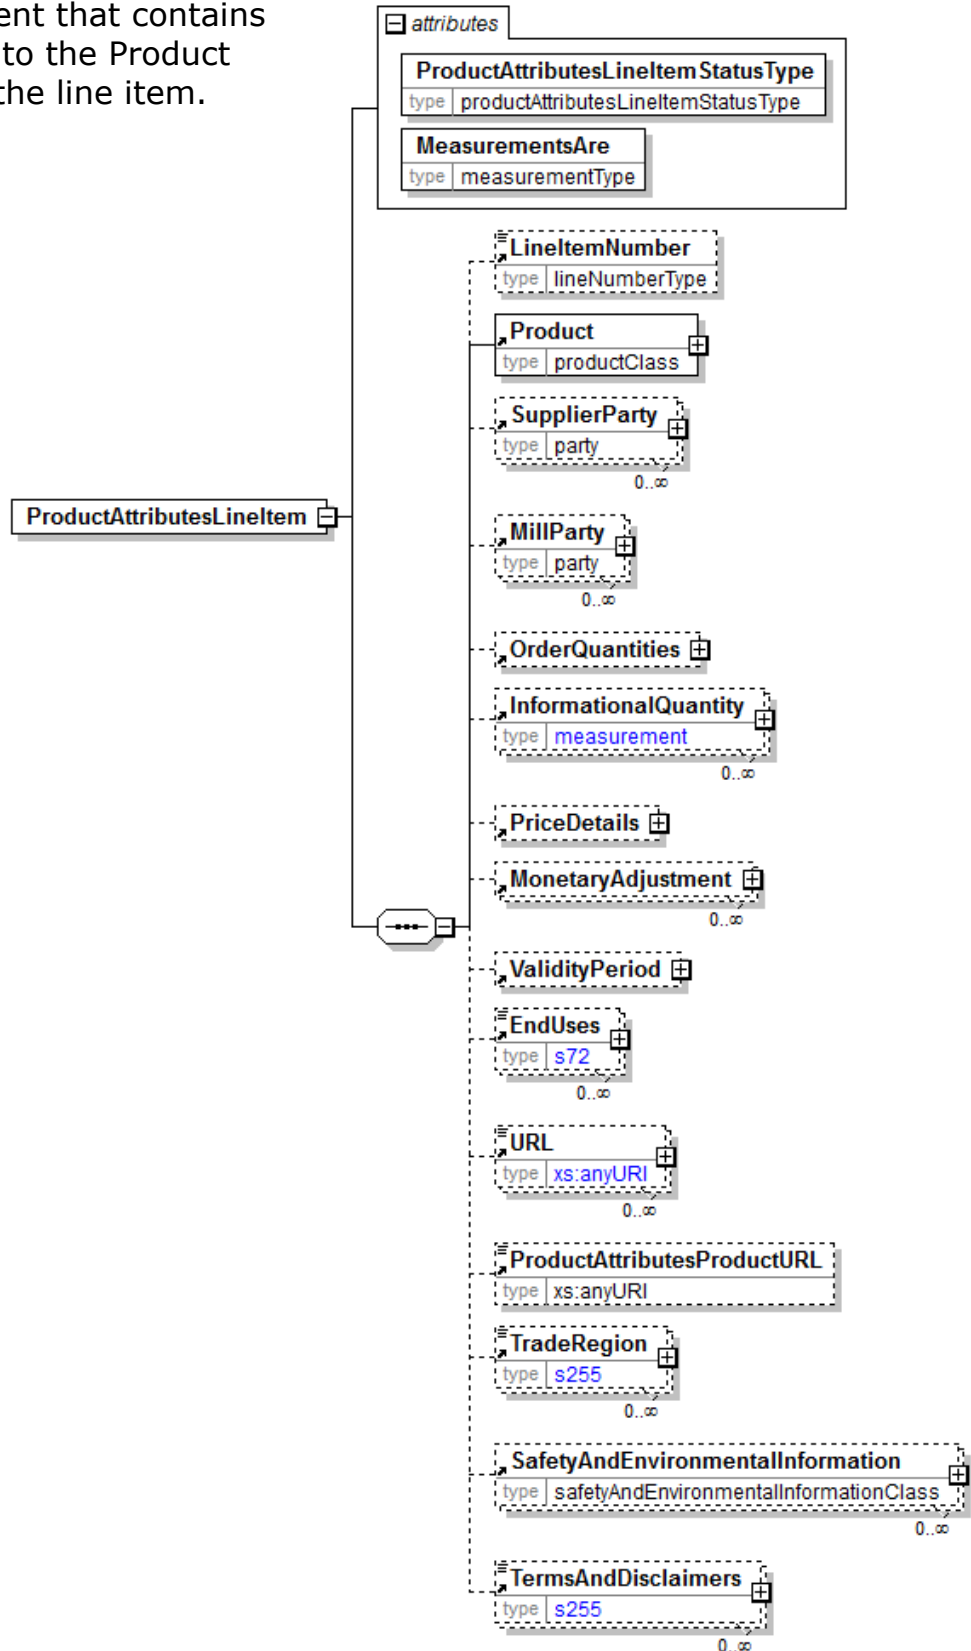 ent that contains
to the Product
the line item.
attributes
ProductAttributesLineItemStatusType
type productAttributesLineItemStatusType
MeasurementsAre
type measurementType
LineItemNumber
type lineNumberType
Product
type productClass
SupplierParty
type party
0..∞
ProductAttributesLineItem
MillParty
type party
0..∞
OrderQuantities
InformationalQuantity
type measurement
0..∞
PriceDetails
MonetaryAdjustment
0..∞
ValidityPeriod
EndUses
type s72
0..∞
URL
type xs:anyURI
0..∞
ProductAttributesProductURL
type xs:anyURI
TradeRegion
type s255
0..∞
SafetyAndEnvironmentalInformation
type safetyAndEnvironmentalInformationClass
0..∞
TermsAndDisclaimers
type s255
0..∞